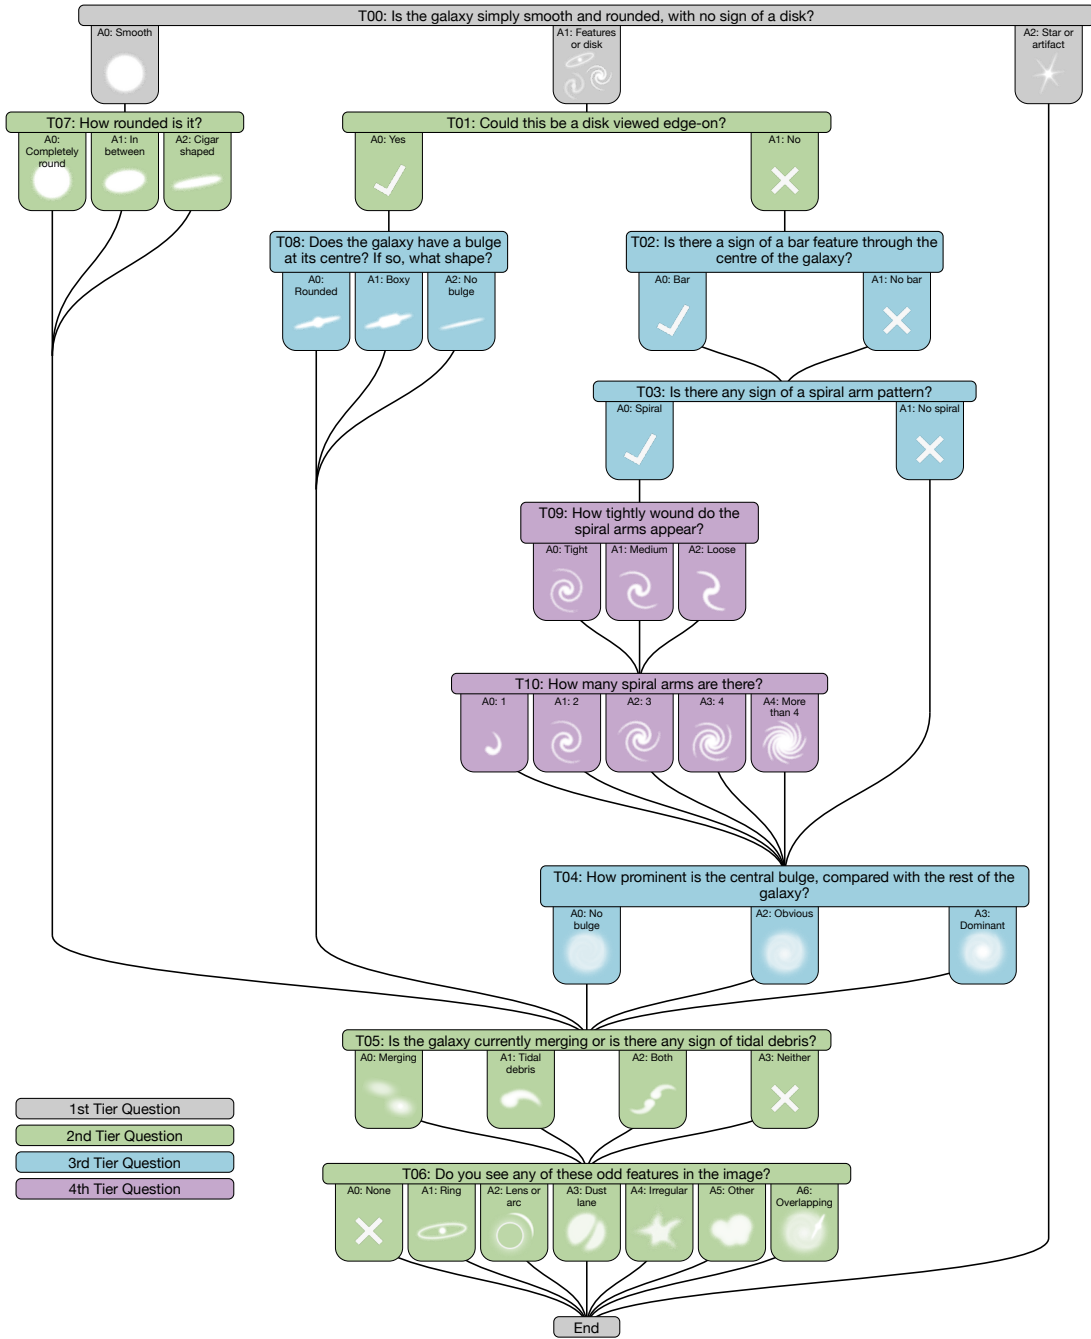 T00: Is the galaxy simply smooth and rounded, with no sign of a disk?
A0: Smooth
A1: Features
or disk
A2: Star or
artifact
T07: How rounded is it?
A0:
Completely
round
A1: In
between
A2: Cigar
shaped
T01: Could this be a disk viewed edge-on?
A0: Yes
A1: No
T08: Does the galaxy have a bulge
at its centre? If so, what shape?
A0:
Rounded
A1: Boxy
A2: No
bulge
T02: Is there a sign of a bar feature through the
centre of the galaxy?
A0: Bar
A1: No bar
T03: Is there any sign of a spiral arm pattern?
A0: Spiral
A1: No spiral
T09: How tightly wound do the
spiral arms appear?
A0: Tight
A1: Medium
A2: Loose
T10: How many spiral arms are there?
A0: 1
A1: 2
A2: 3
A3: 4
A4: More
than 4
T04: How prominent is the central bulge, compared with the rest of the
galaxy?
A0: No
bulge
A2: Obvious
A3:
Dominant
T05: Is the galaxy currently merging or is there any sign of tidal debris?
A0: Merging
A1: Tidal
debris
A2: Both
A3: Neither
T06: Do you see any of these odd features in the image?
A0: None
A1: Ring
A2: Lens or
arc
A3: Dust
lane
A4: Irregular
A5: Other
A6:
Overlapping
End
1st Tier Question
2nd Tier Question
3rd Tier Question
4th Tier Question